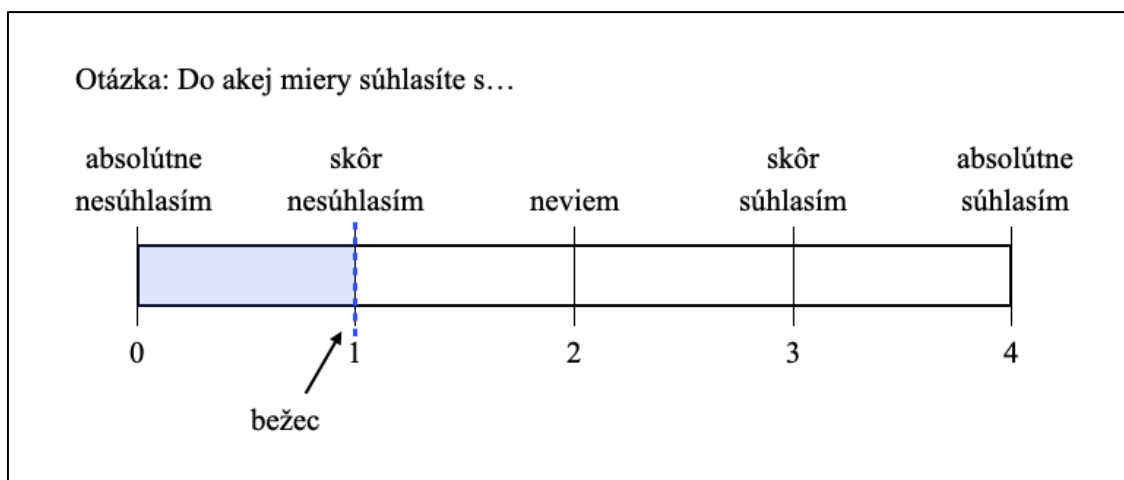 Otázka: Do akej miery súhlasíte s…
absolútne skôr skôr absolútne
nesúhlasím nesúhlasím neviem súhlasím súhlasím
0 1 2 3 4
bežec